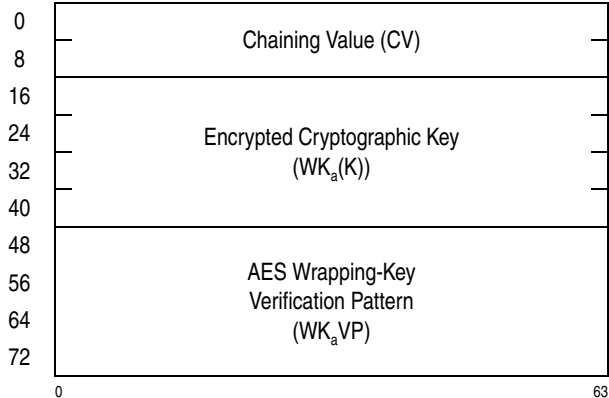 0
Chaining Value (CV)
8
16
24
Encrypted Cryptographic Key
32
(WKa(K))
40
48
AES Wrapping-Key
56
Verification Pattern
64
(WKaVP)
72
0 63